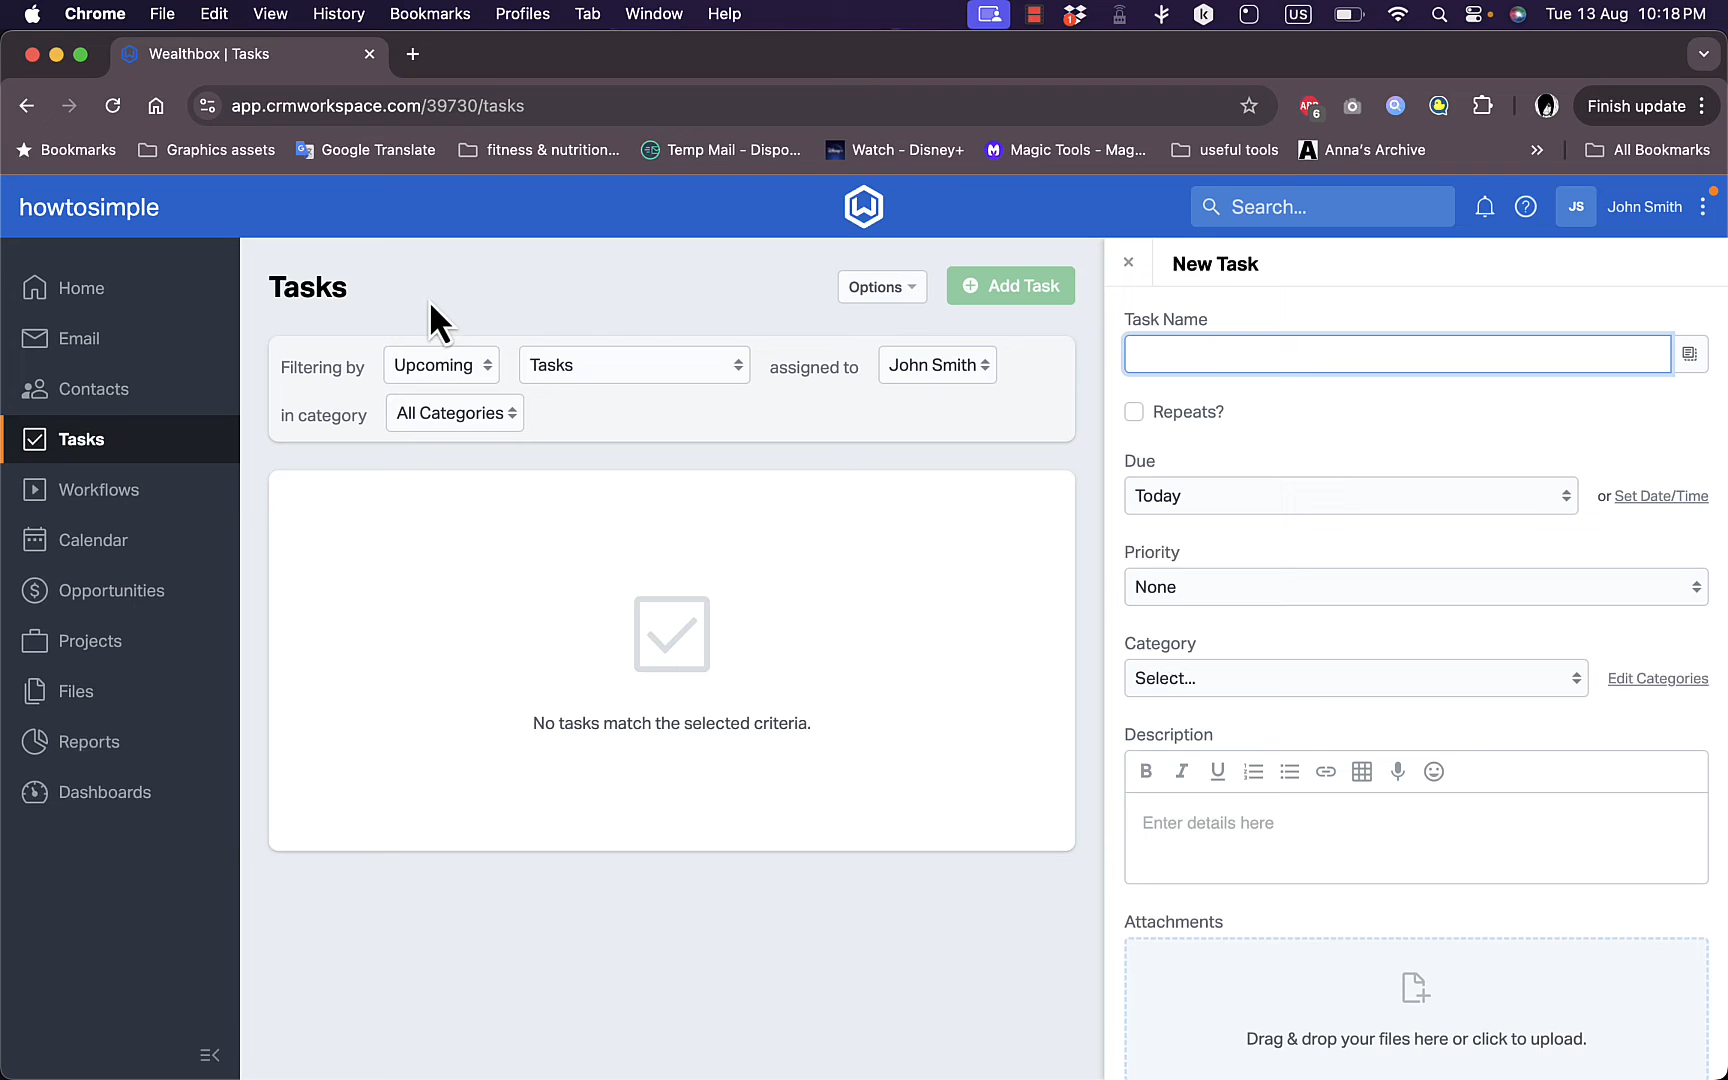 Chrome File Edit View History Bookmarks Profiles Tab Window Help US Tue 13 Aug 10:18 PM
Wealthbox | Tasks
app.crmworkspace.com/39730/tasks 6 Finish update
Bookmarks Graphics assets Google Translate fitness & nutrition... Temp Mail - Dispo... Watch - Disney+ Magic Tools - Mag... useful tools Anna's Archive » All Bookmarks
howtosimple Search... JS John Smith
Home
Email
Contacts
Tasks
Workflows
Calendar
Opportunities
Projects
Files
Reports
Dashboards
Tasks Options Add Task
Filtering by Upcoming Tasks assigned to John Smith
in category All Categories
No tasks match the selected criteria.
New Task
Task Name
Repeats?
Due
Today or Set Date/Time
Priority
None
Category
Select... Edit Categories
Description
B I U
Enter details here
Attachments
Drag & drop your files here or click to upload.